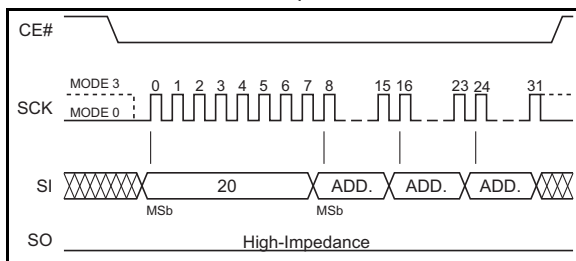 CE#
MODE 3
0 1 2 3 4 5 6 7 8 15 16 23 24 31
SCK
MODE 0
SI
20 ADD. ADD. ADD.
MSb MSb
SO
High-Impedance